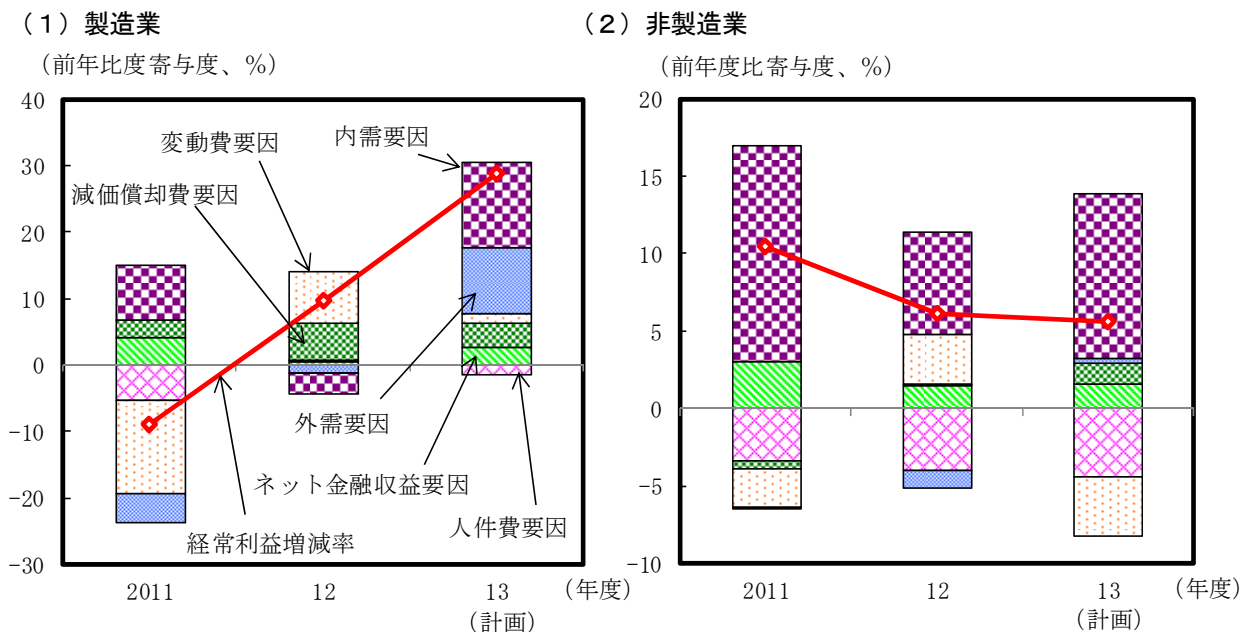 （１）製造業
（前年比度寄与度、%）
40
30
20
10
0
-10
-20
-30
変動費要因
内需要因
減価償却費要因
外需要因
ネット金融収益要因
人件費要因
経常利益増減率
2011
12
13
（計画）
（年度）
（２）非製造業
（前年度比寄与度、%）
20
15
10
5
0
-5
-10
2011
12
13
（計画）
（年度）